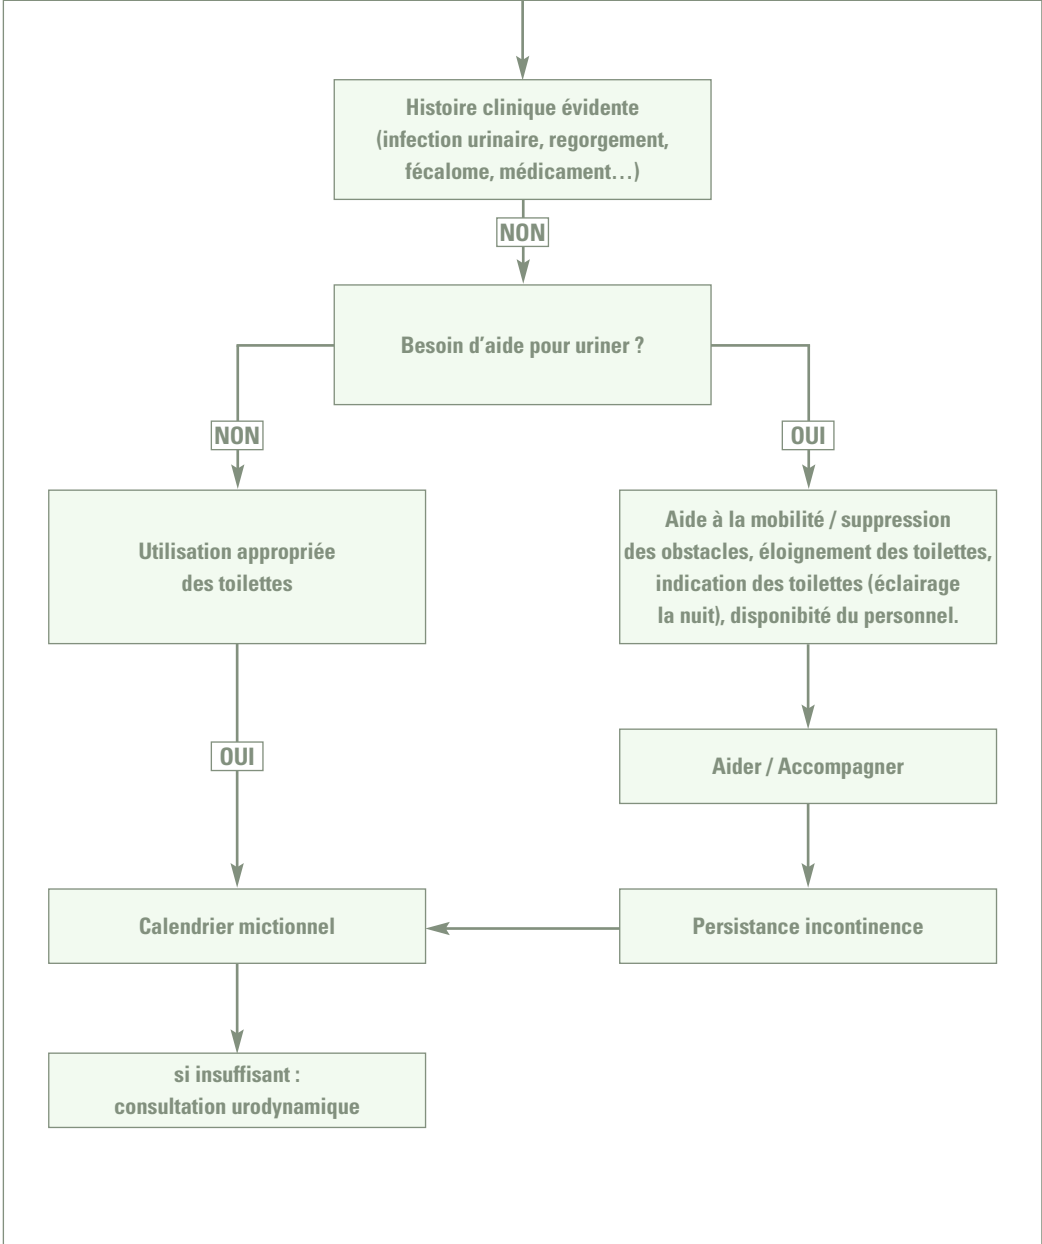 Histoire clinique évidente
(infection urinaire, regorgement,
fécalome, médicament…)
NON
Besoin d'aide pour uriner ?
NON
OUI
Utilisation appropriée
des toilettes
Aide à la mobilité / suppression
des obstacles, éloignement des toilettes,
indication des toilettes (éclairage
la nuit), disponibité du personnel.
OUI
Aider / Accompagner
Calendrier mictionnel
Persistance incontinence
si insuffisant :
consultation urodynamique